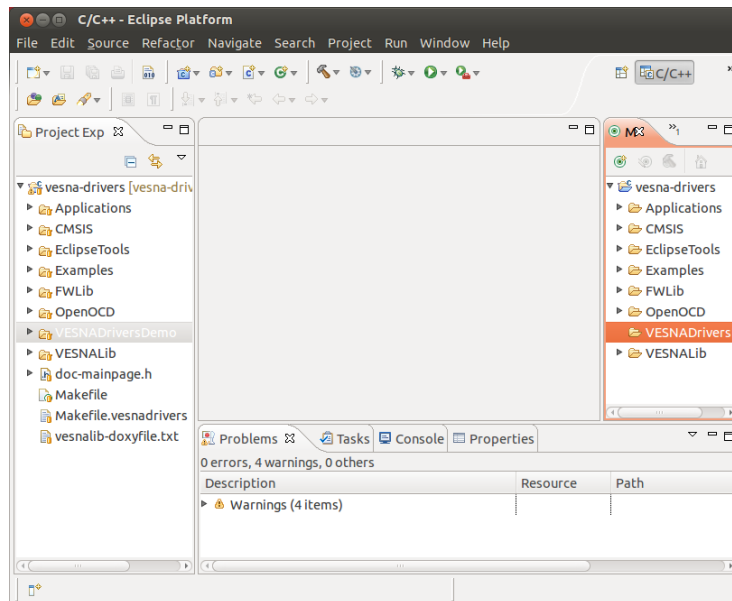 C/C++ - Eclipse Platform
File Edit Source Refactor Navigate Search Project Run Window Help
C/C++
Project Exp
vesna-drivers [vesna-driv
Applications
CMSIS
EclipseTools
Examples
FWLib
OpenOCD
VESNADriversDemo
VESNALib
doc-mainpage.h
Makefile
Makefile.vesnadrivers
vesnalib-doxyfile.txt
M
»1
vesna-drivers
Applications
CMSIS
EclipseTools
Examples
FWLib
OpenOCD
VESNADrivers
VESNALib
Problems Tasks Console Properties
0 errors, 4 warnings, 0 others
Description Resource Path
Warnings (4 items)